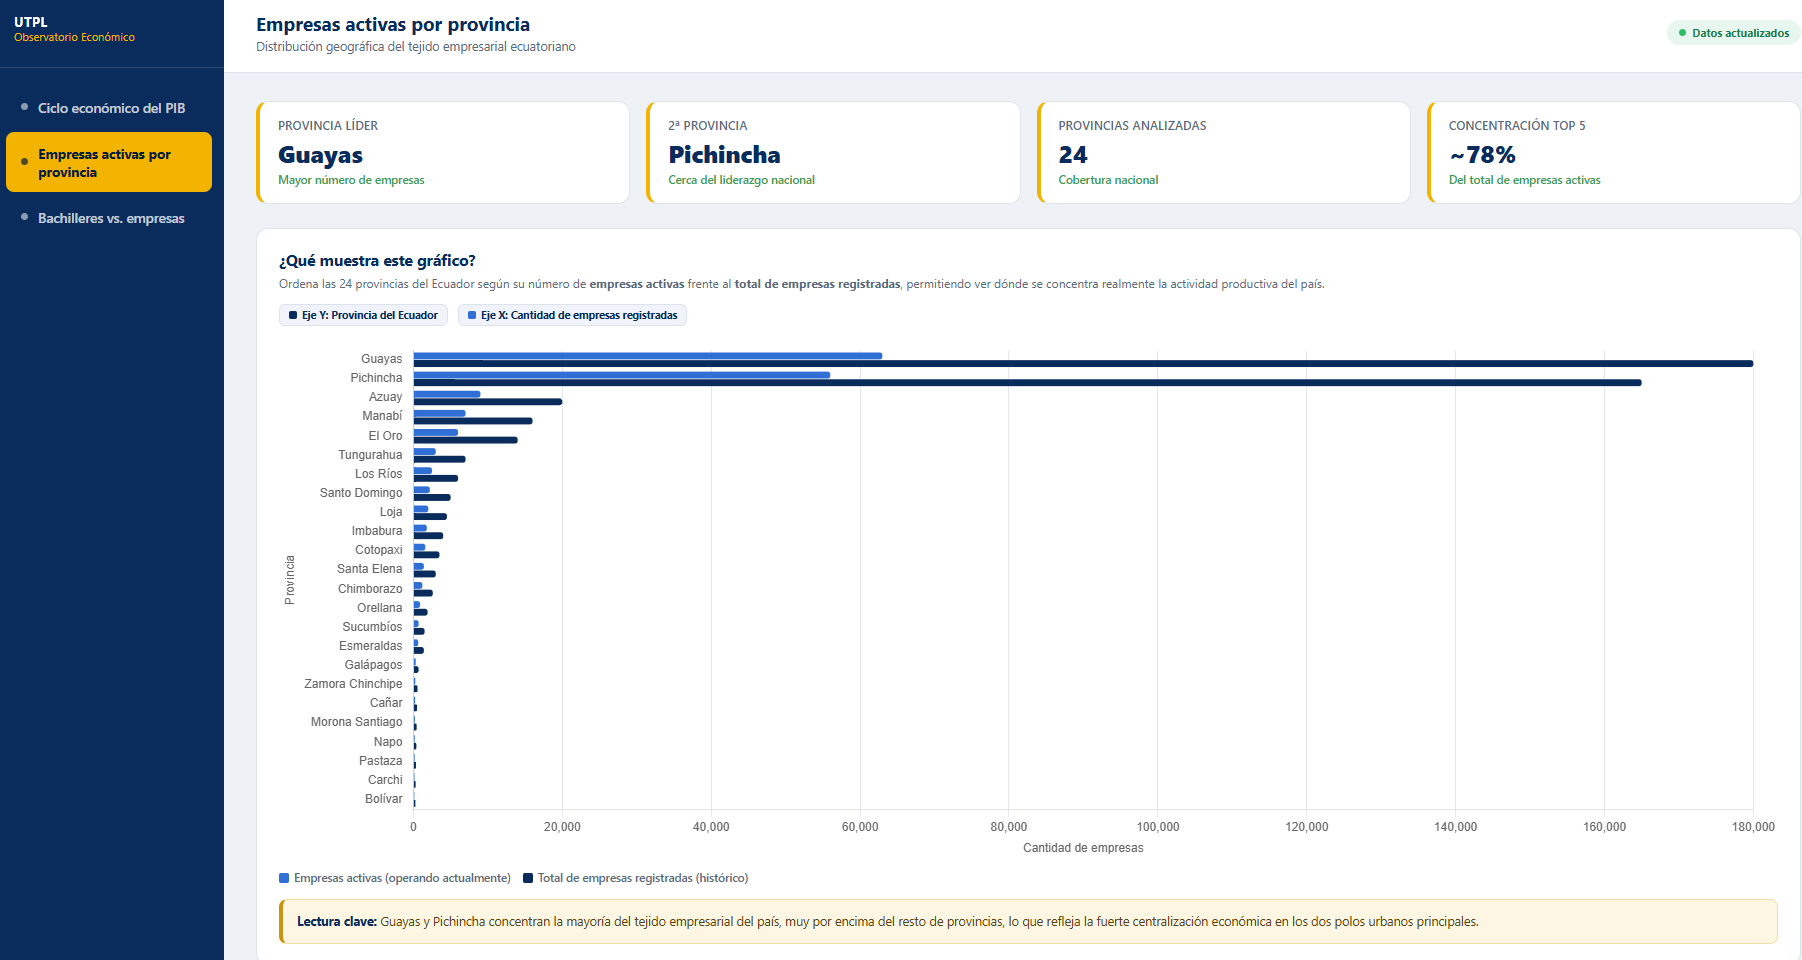 UTPL
Observatorio Económico
Ciclo económico del PIB
Empresas activas por
provincia
Bachilleres vs. empresas
Empresas activas por provincia
Distribución geográfica del tejido empresarial ecuatoriano
Datos actualizados
PROVINCIA LÍDER
Guayas
Mayor número de empresas
2ª PROVINCIA
Pichincha
Cerca del liderazgo nacional
PROVINCIAS ANALIZADAS
24
Cobertura nacional
CONCENTRACIÓN TOP 5
~78%
Del total de empresas activas
¿Qué muestra este gráfico?
Ordena las 24 provincias del Ecuador según su número de empresas activas frente al total de empresas registradas, permitiendo ver dónde se concentra realmente la actividad productiva del país.
Eje Y: Provincia del Ecuador
Eje X: Cantidad de empresas registradas
Provincia
Guayas
Pichincha
Azuay
Manabí
El Oro
Tungurahua
Los Ríos
Santo Domingo
Loja
Imbabura
Cotopaxi
Santa Elena
Chimborazo
Orellana
Sucumbíos
Esmeraldas
Galápagos
Zamora Chinchipe
Cañar
Morona Santiago
Napo
Pastaza
Carchi
Bolívar
0 20,000 40,000 60,000 80,000 100,000 120,000 140,000 160,000 180,000
Cantidad de empresas
Empresas activas (operando actualmente)
Total de empresas registradas (histórico)
Lectura clave: Guayas y Pichincha concentran la mayoría del tejido empresarial del país, muy por encima del resto de provincias, lo que refleja la fuerte centralización económica en los dos polos urbanos principales.